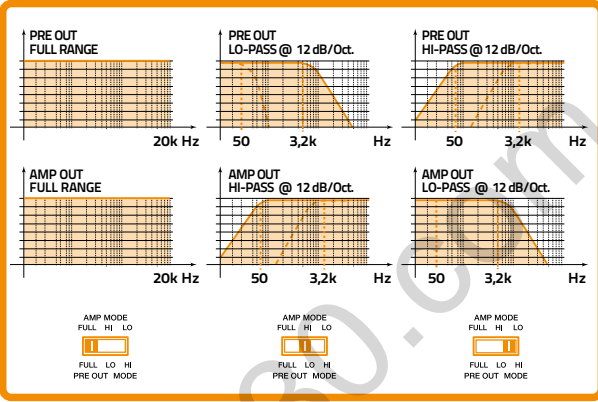 PRE OUT
FULL RANGE
20k Hz
PRE OUT
LO-PASS @ 12 dB/Oct.
50 3,2k Hz
PRE OUT
HI-PASS @ 12 dB/Oct.
50 3,2k Hz
AMP OUT
FULL RANGE
20k Hz
AMP OUT
HI-PASS @ 12 dB/Oct.
50 3,2k Hz
AMP OUT
LO-PASS @ 12 dB/Oct.
50 3,2k Hz
AMP MODE
FULL HI LO
FULL LO HI
PRE OUT MODE
AMP MODE
FULL HI LO
FULL LO HI
PRE OUT MODE
AMP MODE
FULL HI LO
FULL LO HI
PRE OUT MODE